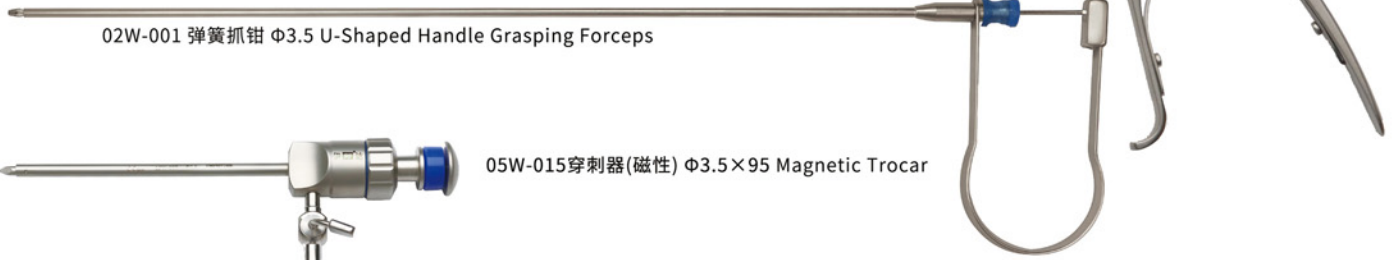 02W-001 弹簧抓钳 Φ3.5 U-Shaped Handle Grasping Forceps
05W-015穿刺器(磁性) Φ3.5×95 Magnetic Trocar